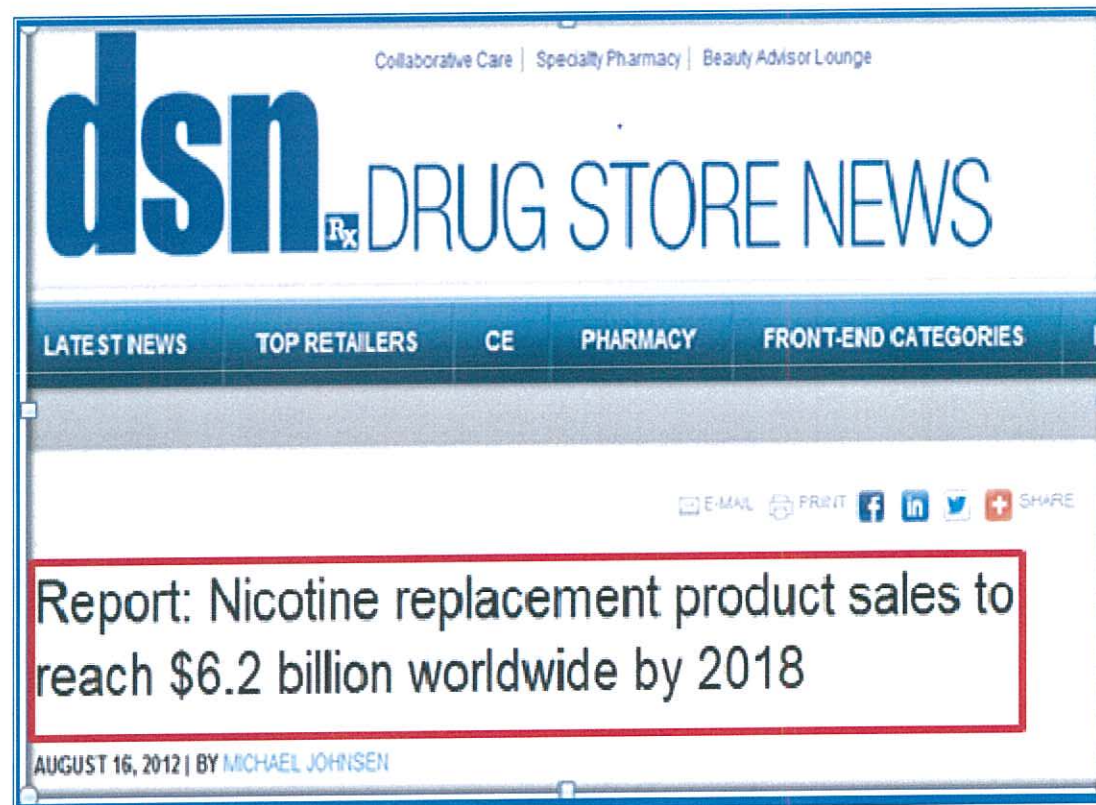 Collaborative Care | Specialty Pharmacy | Beauty Advisor Lounge
dsn Rx DRUG STORE NEWS
LATEST NEWS TOP RETAILERS CE PHARMACY FRONT-END CATEGORIES
E-MAIL PRINT f in SHARE
Report: Nicotine replacement product sales to
reach $6.2 billion worldwide by 2018
AUGUST 16, 2012 | BY MICHAEL JOHNSEN